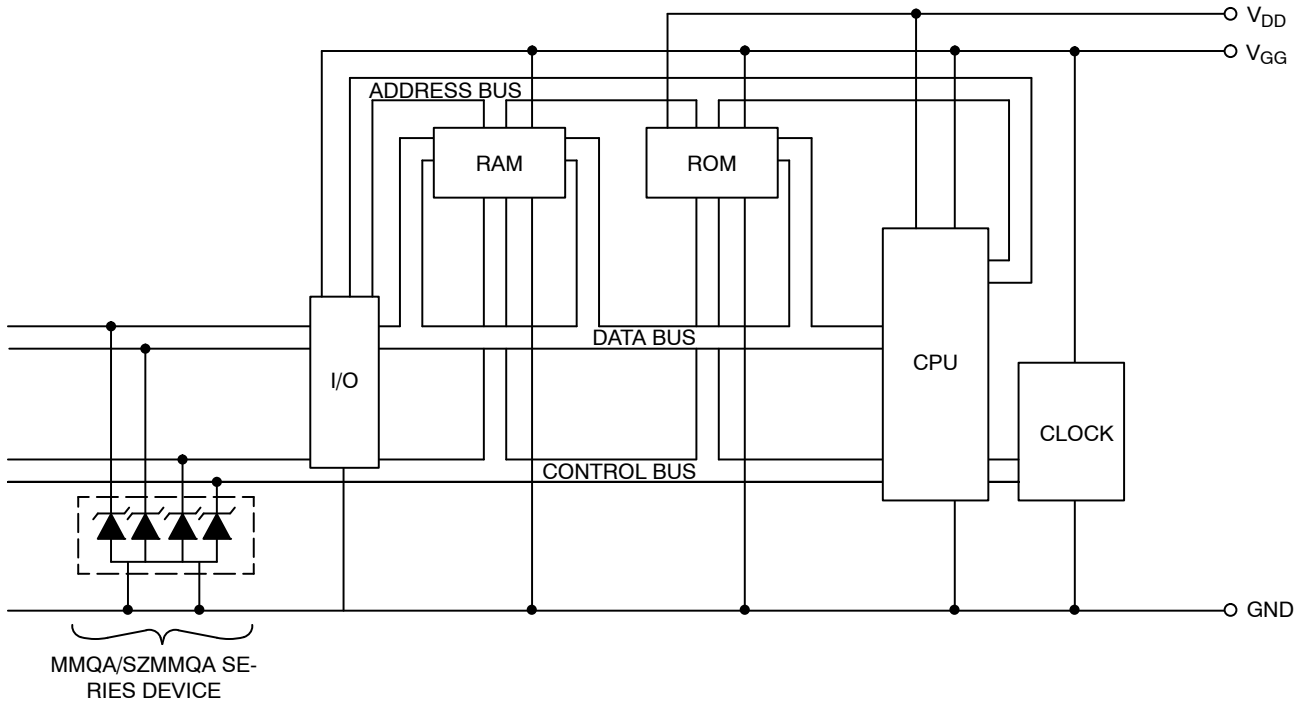 VDD
VGG
ADDRESS BUS
RAM
ROM
DATA BUS
CPU
I/O
CLOCK
CONTROL BUS
GND
MMQA/SZMMQA SE-
RIES DEVICE